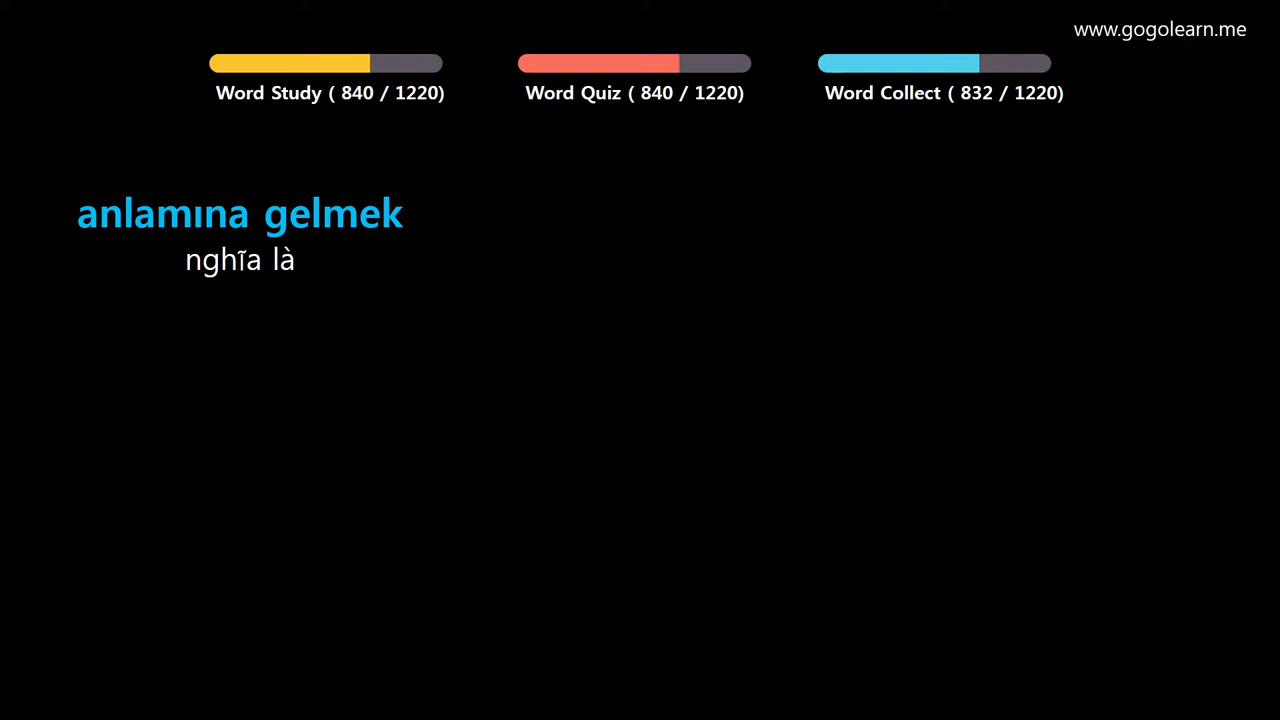 www.gogolearn.me
Word Study ( 840 / 1220)
Word Quiz ( 840 / 1220)
Word Collect ( 832 / 1220)
anlamına gelmek
nghĩa là